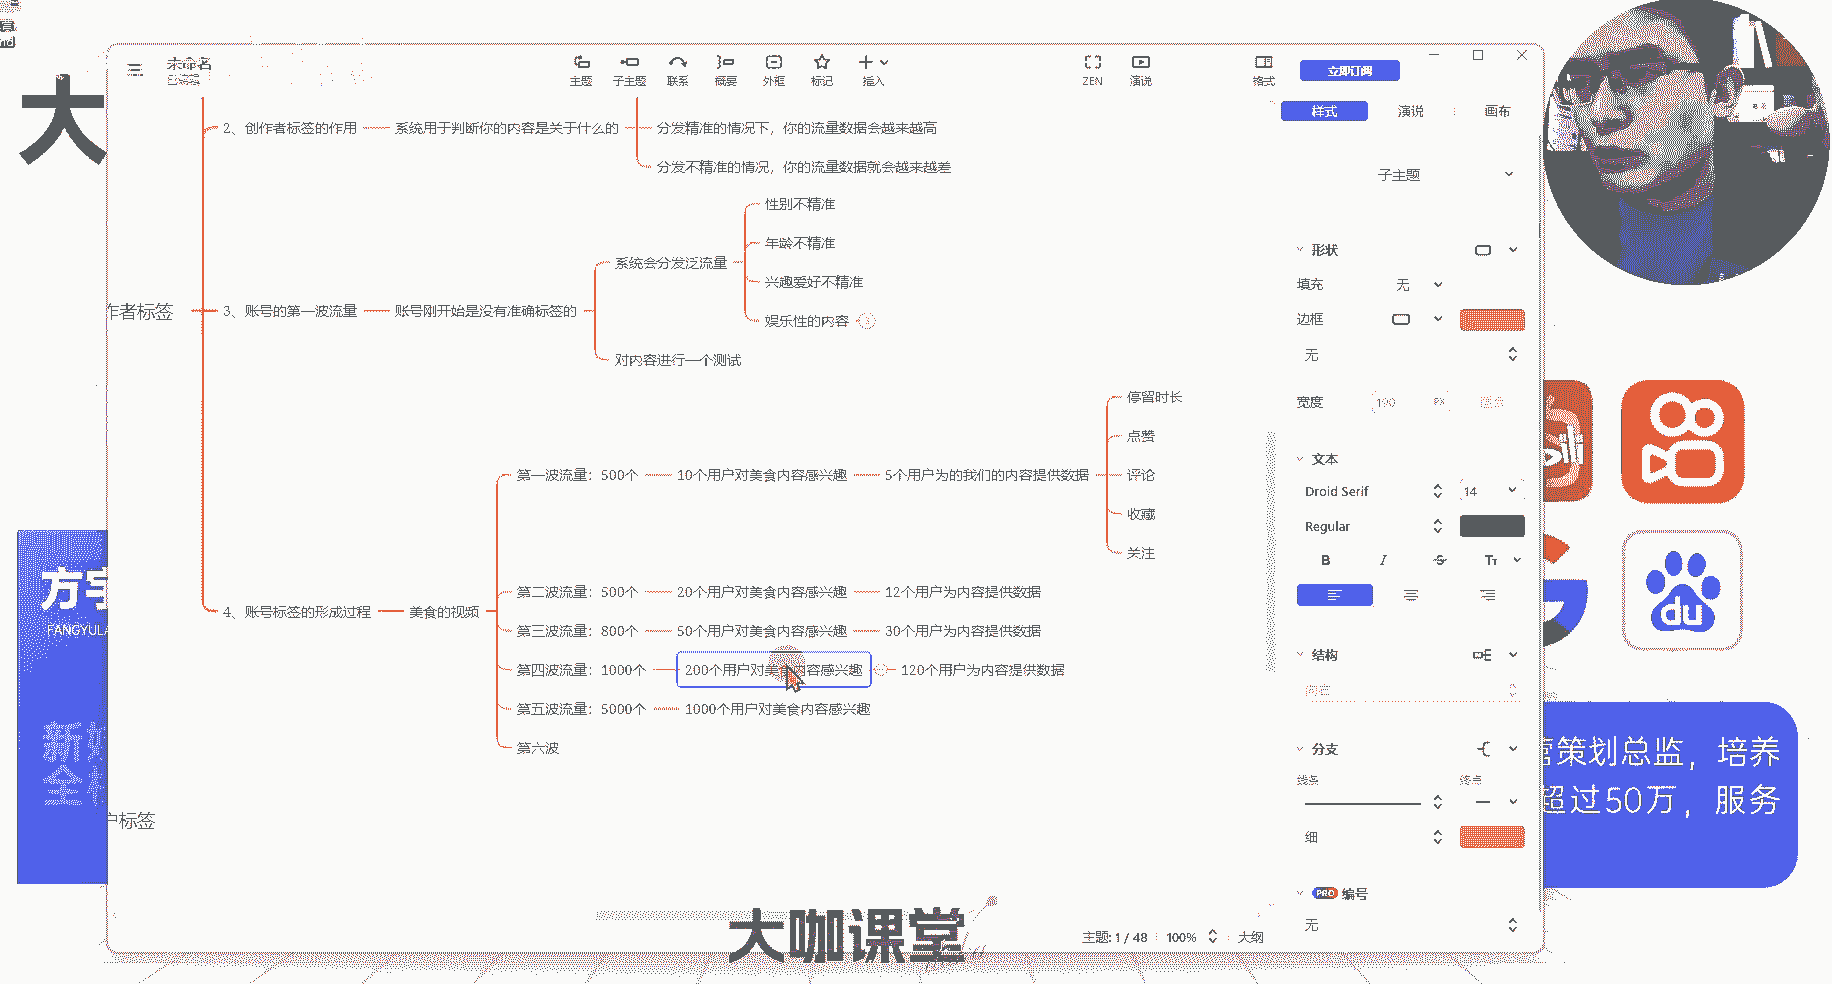 大
未命名
主题
子主题
联系
概要
外框
标记
插入
ZEN
演说
格式
立即订阅
样式
演说
画布
2、创作者标签的作用
系统用于判断你的内容是关于什么的
分发精准的情况下，你的流量数据会越来越高
分发不精准的情况，你的流量数据就会越来越差
性别不精准
年龄不精准
兴趣爱好不精准
娱乐性的内容
系统会分发泛流量
作者标签
3、账号的第一波流量
账号刚开始是没有准确标签的
对内容进行一个测试
停留时长
点赞
评论
收藏
关注
第一波流量：500个
10个用户对美食内容感兴趣
5个用户为的我们的内容提供数据
第二波流量：500个
20个用户对美食内容感兴趣
12个用户为内容提供数据
4、账号标签的形成过程
美食的视频
第三波流量：800个
50个用户对美食内容感兴趣
30个用户为内容提供数据
第四波流量：1000个
200个用户对美食内容感兴趣
120个用户为内容提供数据
第五波流量：5000个
1000个用户对美食内容感兴趣
第六波
户标签
子主题
形状
填充
无
边框
无
宽度
190
PX
文本
Droid Serif
14
Regular
B
I
S
Tт
结构
分支
线条
终点
细
PRO 编号
无
主题: 1 / 48
100%
大纲
大咖课堂
方宇
FANGYULA
新
全
du
营策划总监，培养
超过50万，服务